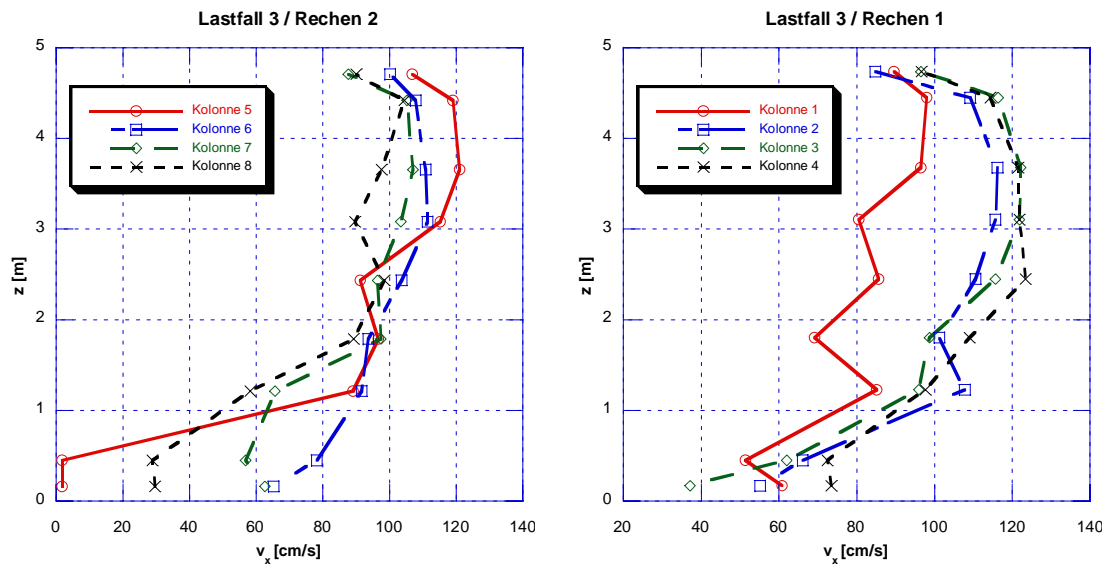 Lastfall 3 / Rechen 2
5
4
3
2
1
0
z [m]
Kolonne 5
Kolonne 6
Kolonne 7
Kolonne 8
0 20 40 60 80 100 120 140
v_x [cm/s]
Lastfall 3 / Rechen 1
5
4
3
2
1
0
z [m]
Kolonne 1
Kolonne 2
Kolonne 3
Kolonne 4
20 40 60 80 100 120 140
v_x [cm/s]